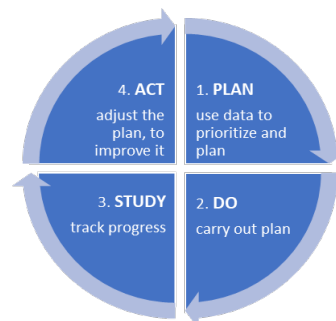 1. PLAN
use data to
prioritize and
plan
2. DO
carry out plan
3. STUDY
track progress
4. ACT
adjust the
plan, to
improve it